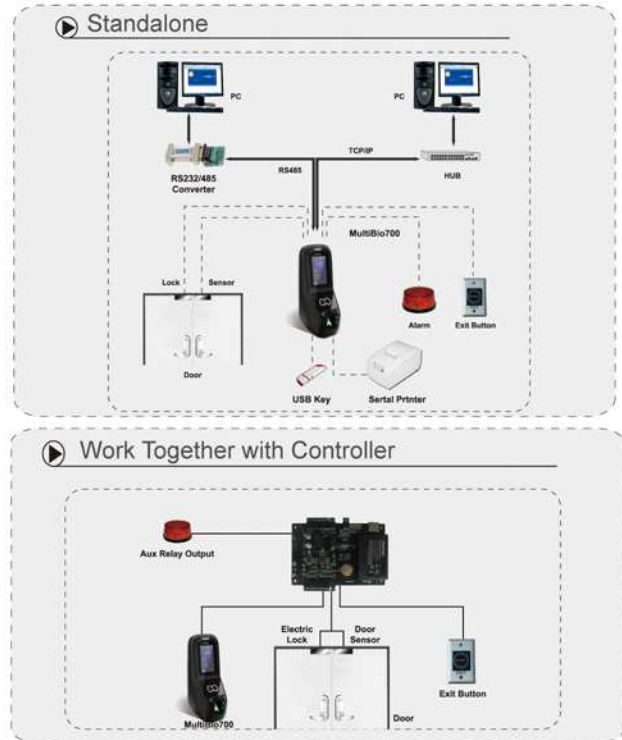 Standalone
PC
PC
RS232/485
Converter
RS485
TCP/IP
HUB
MultiBio700
Lock
Sensor
Door
Alarm
Exit Button
USB Key
Sertal Printer
Work Together with Controller
Aux Relay Output
Electric
Lock
Door
Sensor
MultiBio700
Door
Exit Button